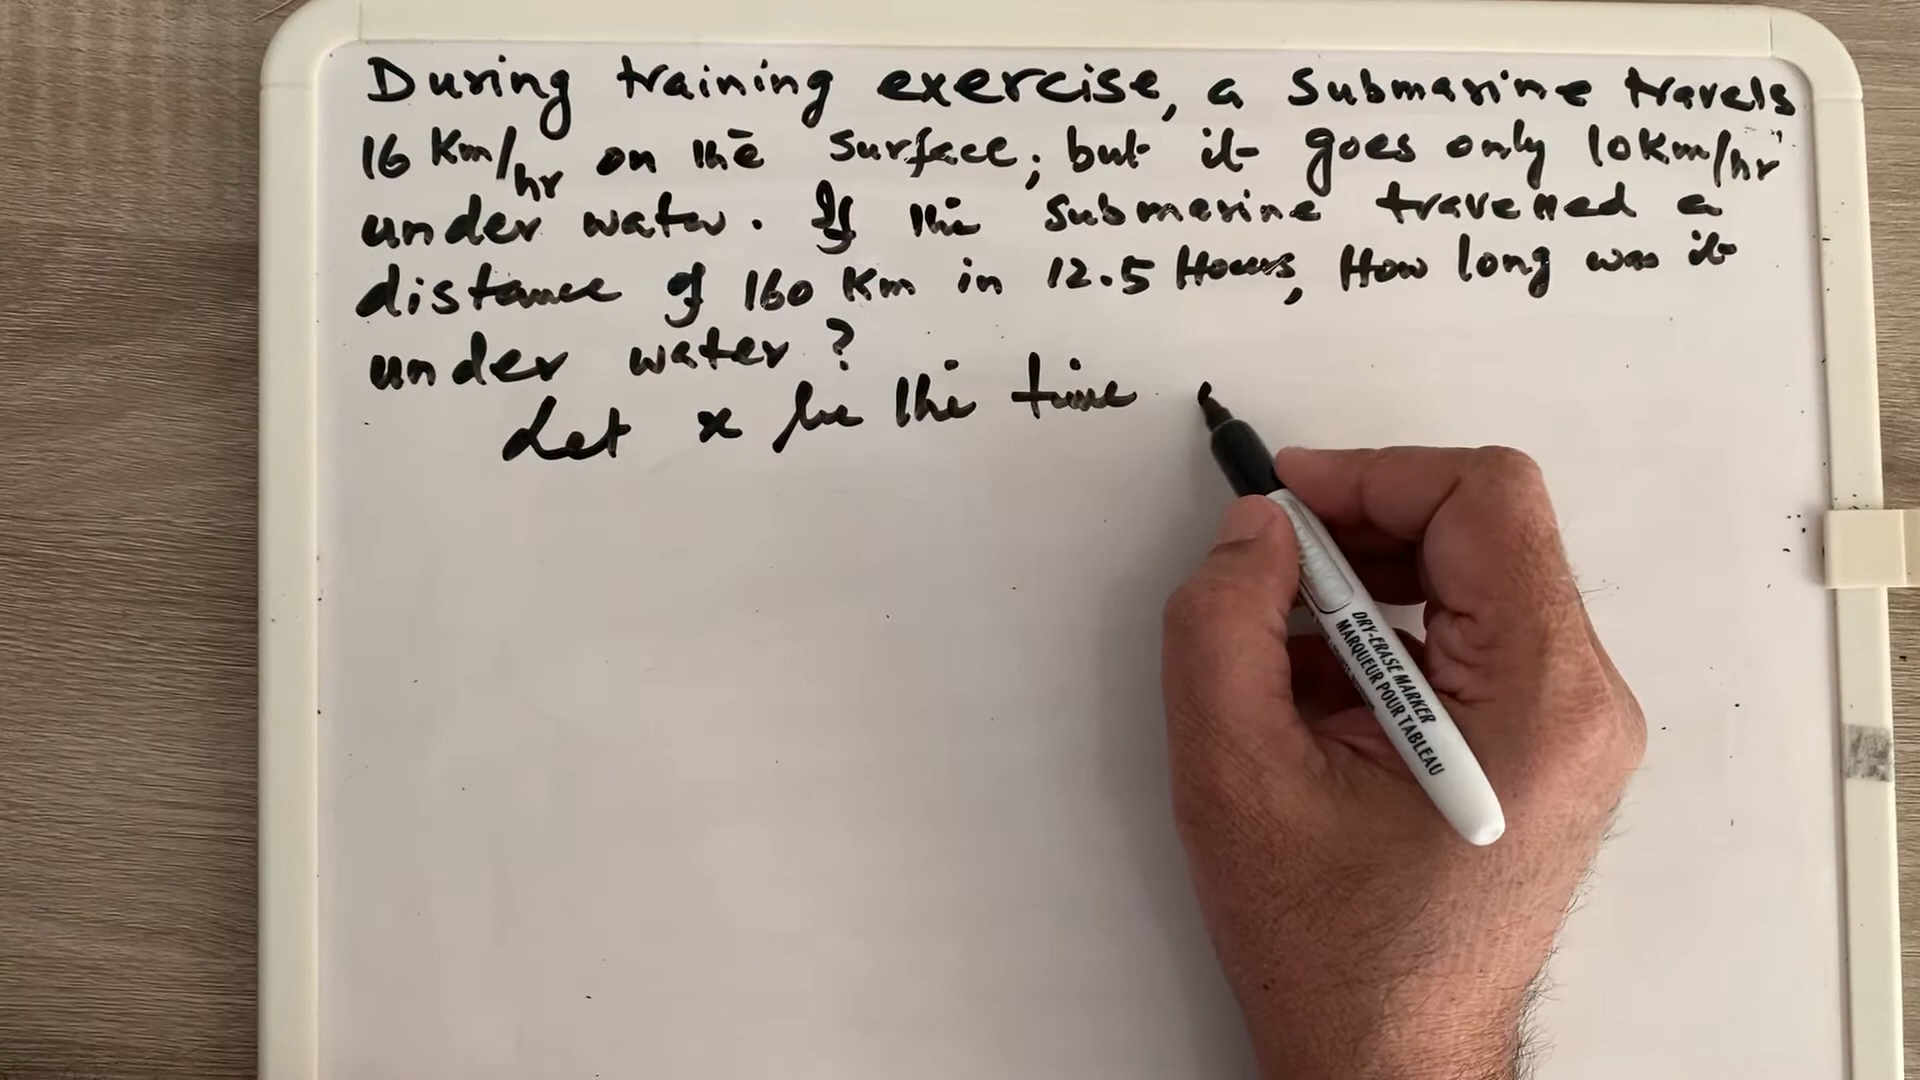 During training exercise, a submarine travels
16 Km/hr on the surface, but it goes only 10 Km/hr
under water. If the submarine travelled a
distance of 160 Km in 12.5 Hours, How long was it
under water?
Let x be the time
DRY-ERASE MARKER
MARQUEUR POUR TABLEAU